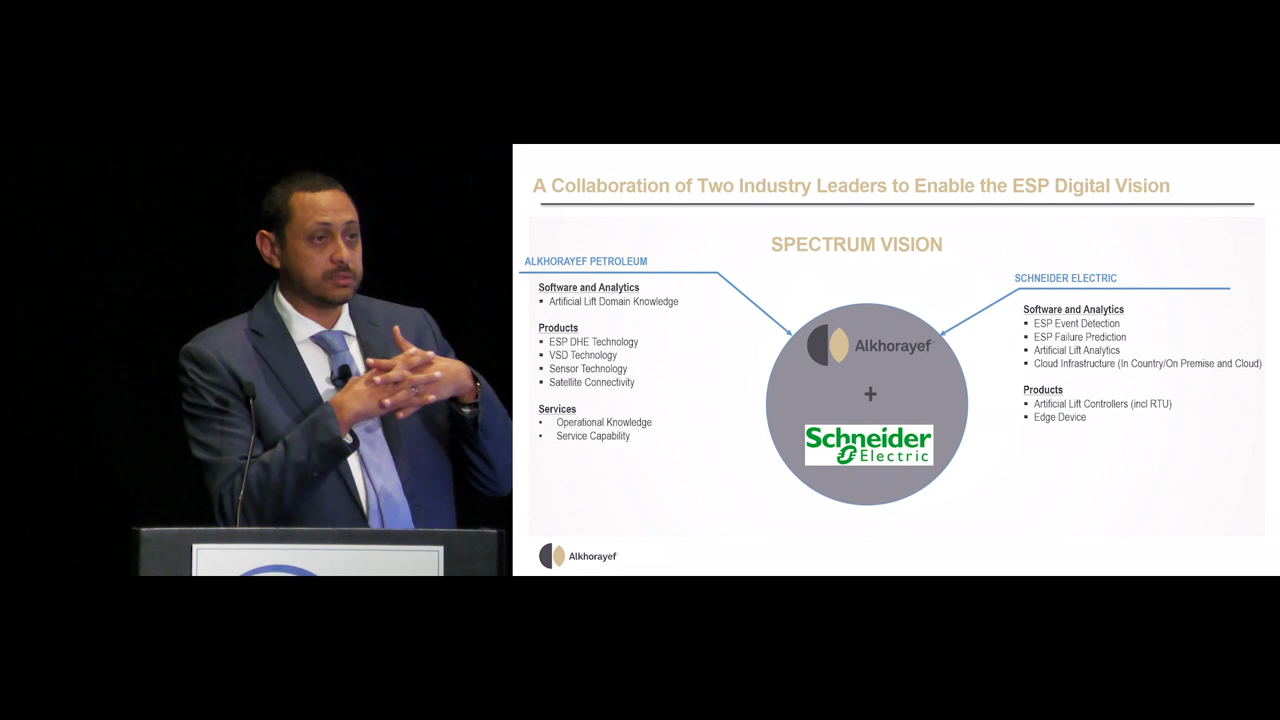 A Collaboration of Two Industry Leaders to Enable the ESP Digital Vision
SPECTRUM VISION
ALKHORAYEF PETROLEUM
Software and Analytics
▪ Artificial Lift Domain Knowledge
Products
▪ ESP DHE Technology
▪ VSD Technology
▪ Sensor Technology
▪ Satellite Connectivity
Services
• Operational Knowledge
• Service Capability
Alkhorayef
+
Schneider
Electric
SCHNEIDER ELECTRIC
Software and Analytics
▪ ESP Event Detection
▪ ESP Failure Prediction
▪ Artificial Lift Analytics
▪ Cloud Infrastructure (In Country/On Premise and Cloud)
Products
▪ Artificial Lift Controllers (incl RTU)
▪ Edge Device
Alkhorayef